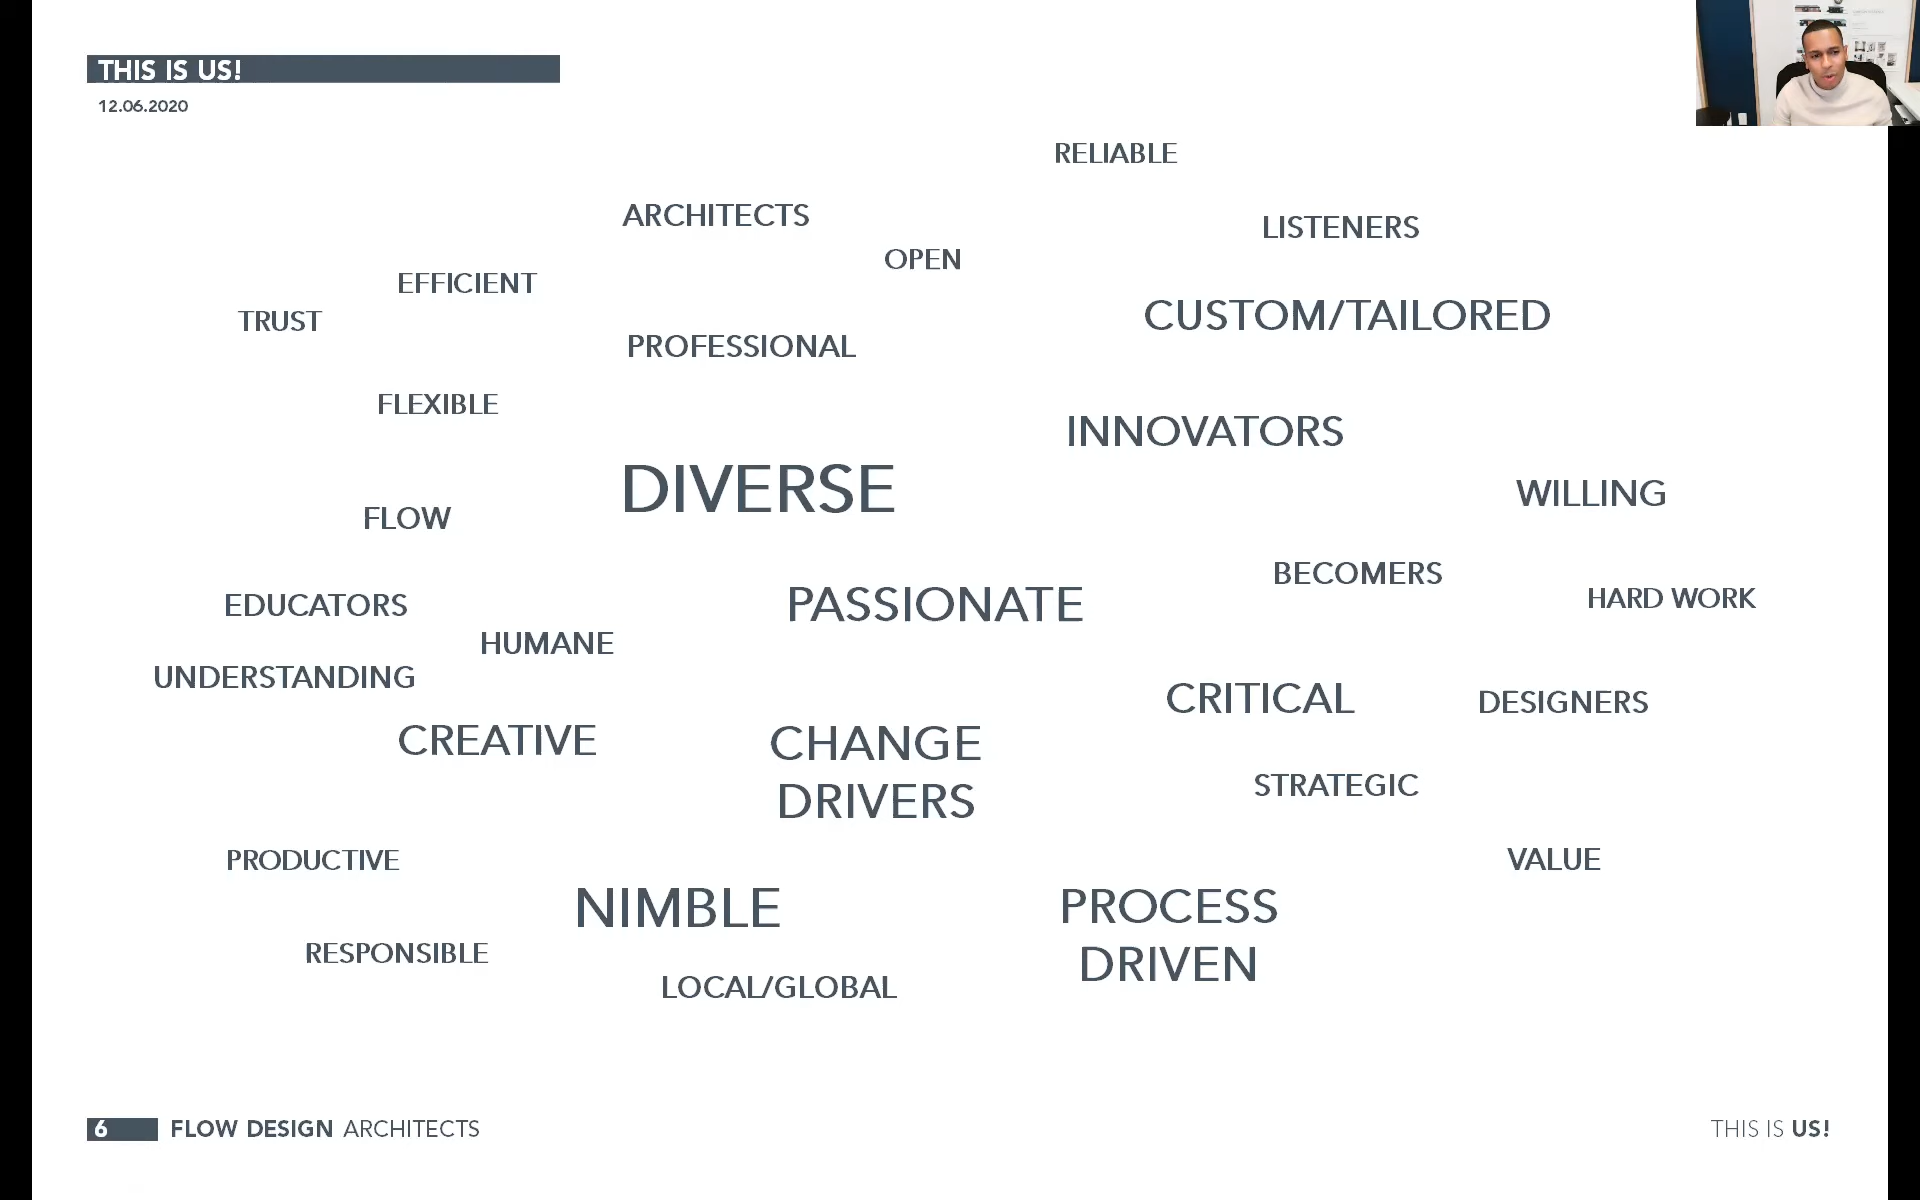 THIS IS US!
12.06.2020
RELIABLE
ARCHITECTS
LISTENERS
OPEN
EFFICIENT
CUSTOM/TAILORED
TRUST
PROFESSIONAL
FLEXIBLE
INNOVATORS
DIVERSE
WILLING
FLOW
BECOMERS
HARD WORK
EDUCATORS
PASSIONATE
HUMANE
UNDERSTANDING
CRITICAL
DESIGNERS
CREATIVE
CHANGE
DRIVERS
STRATEGIC
PRODUCTIVE
VALUE
NIMBLE
PROCESS
DRIVEN
RESPONSIBLE
LOCAL/GLOBAL
6 FLOW DESIGN ARCHITECTS
THIS IS US!